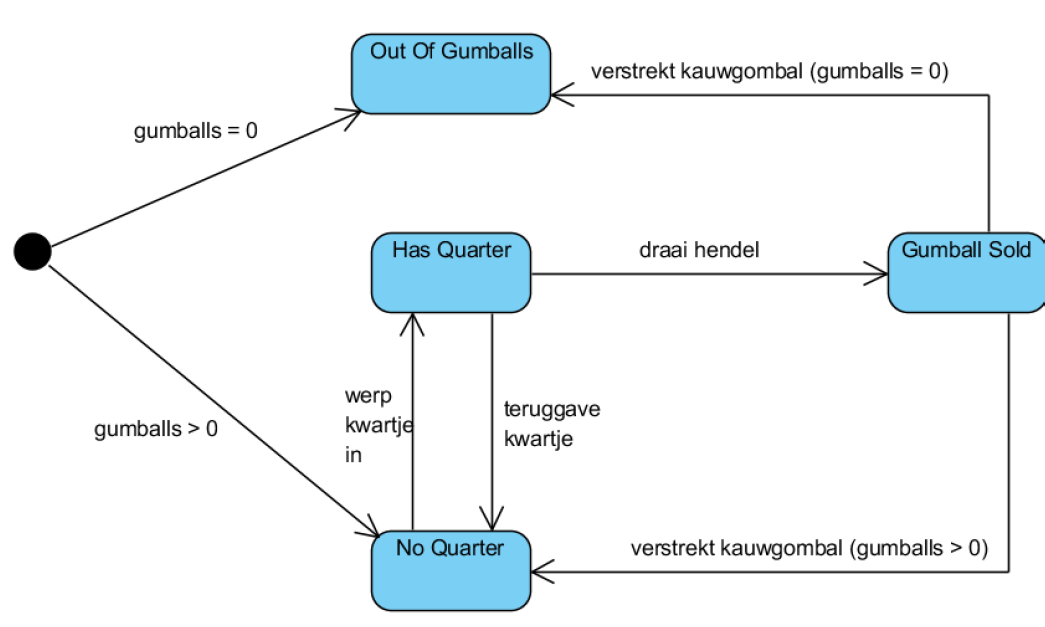 Out Of Gumballs
verstrekt kauwgombal (gumballs = 0)
gumballs = 0
Has Quarter
draai hendel
Gumball Sold
werp
kwartje
in
teruggave
kwartje
gumballs > 0
No Quarter
verstrekt kauwgombal (gumballs > 0)